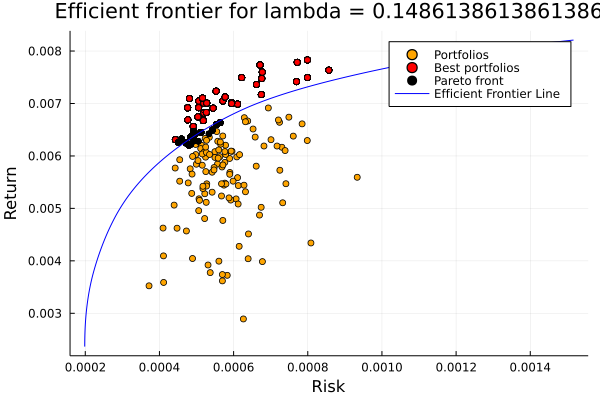 Efficient frontier for lambda = 0.1486138613861386
0.008
0.007
0.006
0.005
0.004
0.003
Return
Portfolios
Best portfolios
Pareto front
Efficient Frontier Line
0.0002 0.0004 0.0006 0.0008 0.0010 0.0012 0.0014
Risk